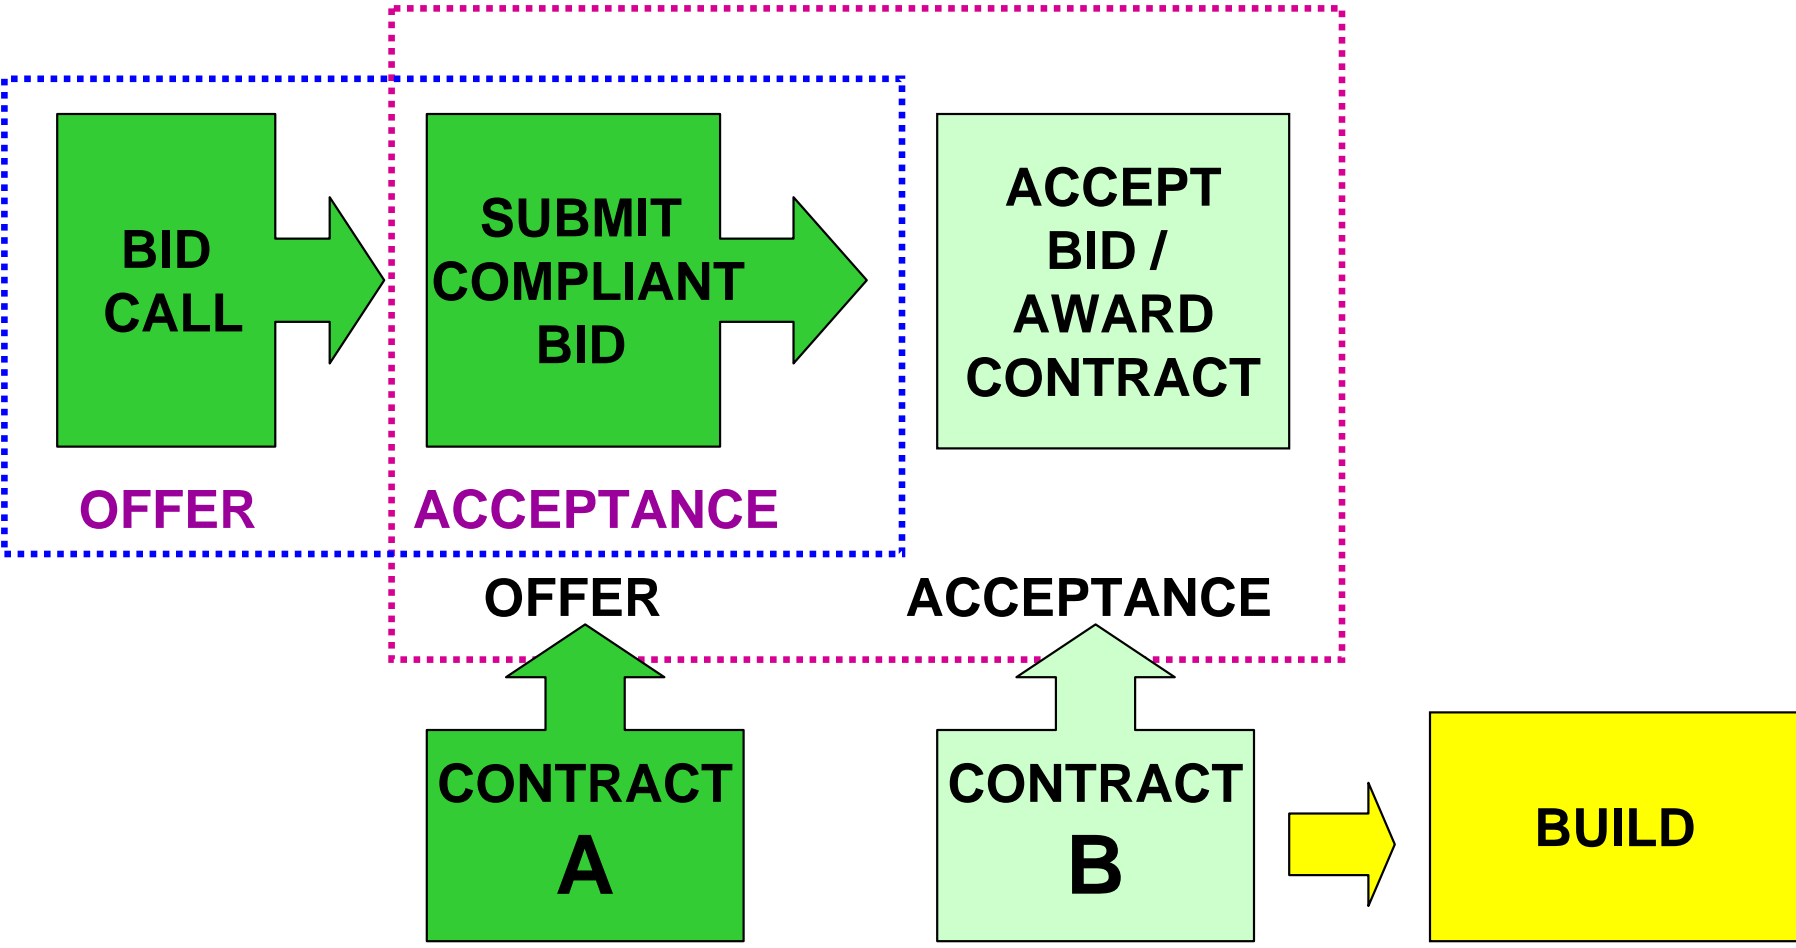 BID
CALL
SUBMIT
COMPLIANT
BID
ACCEPT
BID /
AWARD
CONTRACT
OFFER
ACCEPTANCE
OFFER
ACCEPTANCE
CONTRACT
A
CONTRACT
B
BUILD